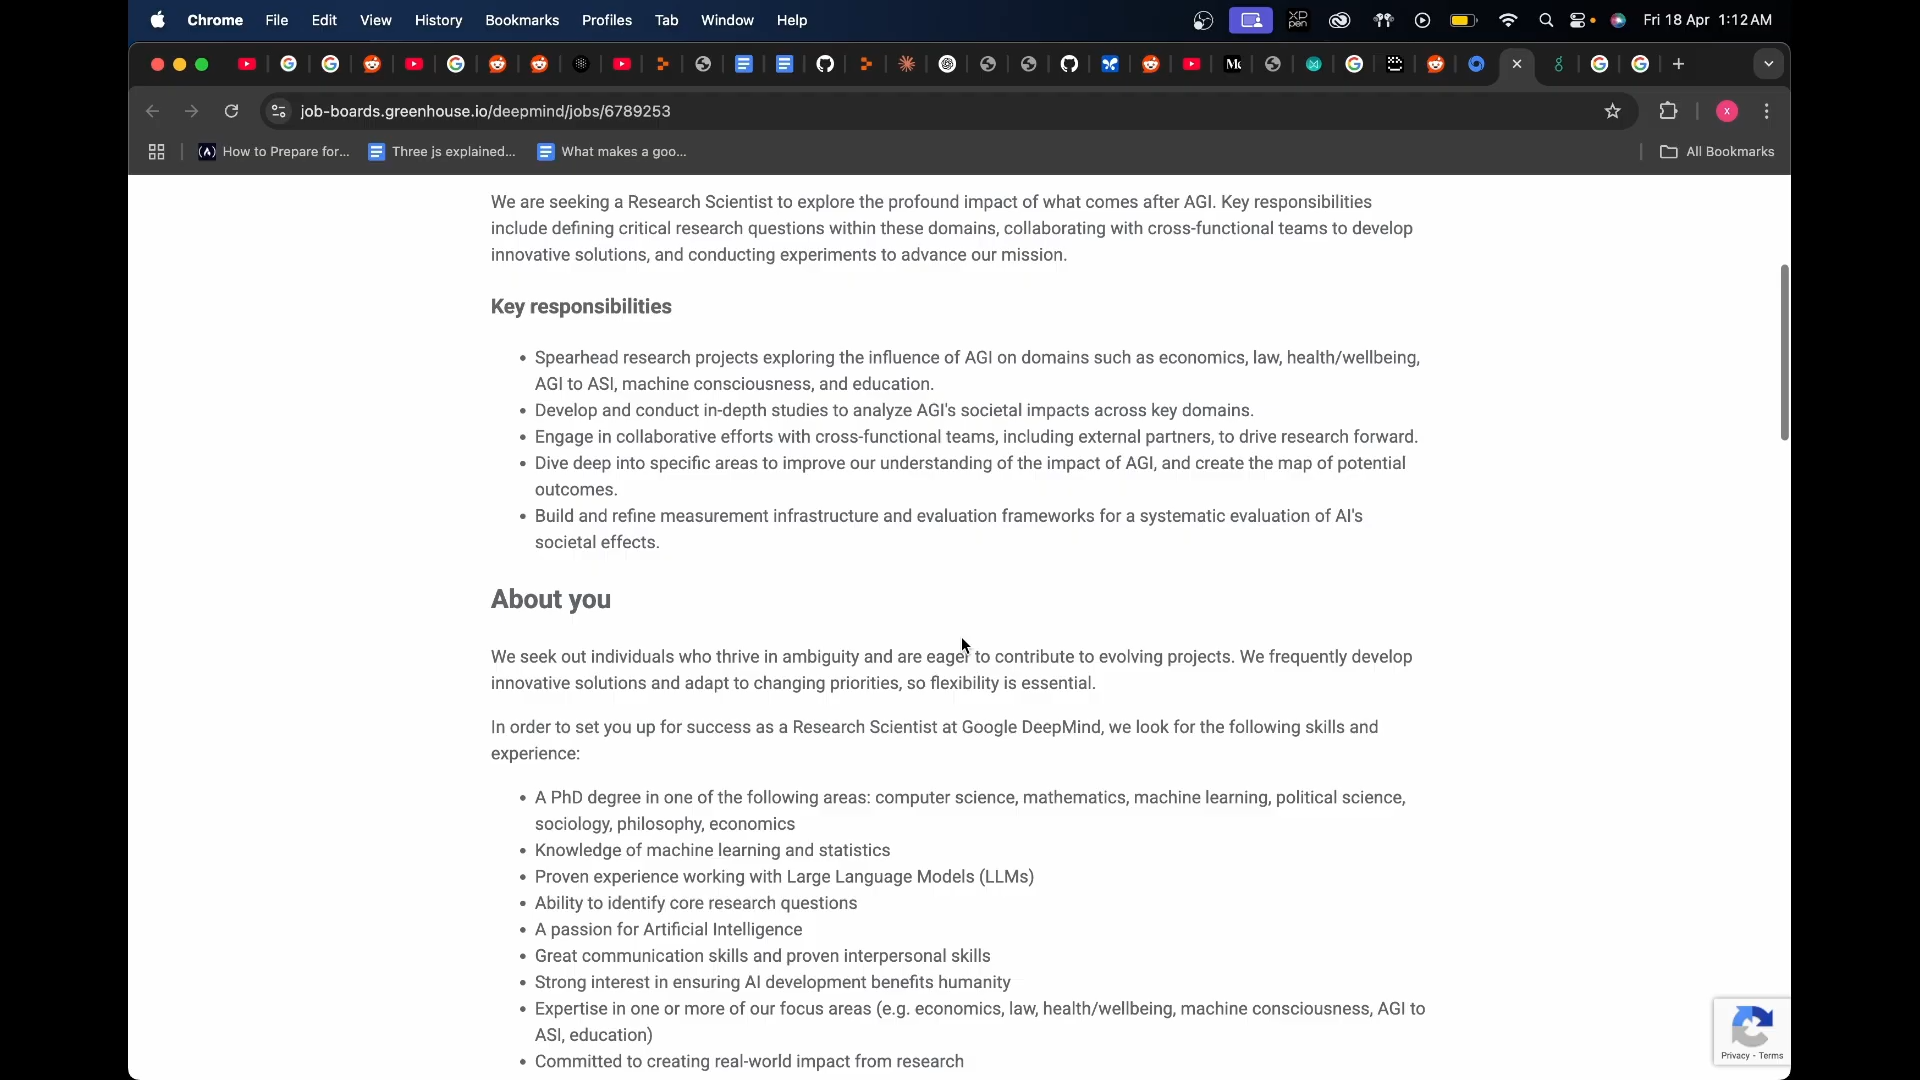 Chrome File Edit View History Bookmarks Profiles Tab Window Help Fri 18 Apr 1:12 AM
job-boards.greenhouse.io/deepmind/jobs/6789253
How to Prepare for... Three js explained... What makes a goo... All Bookmarks
We are seeking a Research Scientist to explore the profound impact of what comes after AGI. Key responsibilities
include defining critical research questions within these domains, collaborating with cross-functional teams to develop
innovative solutions, and conducting experiments to advance our mission.
Key responsibilities
• Spearhead research projects exploring the influence of AGI on domains such as economics, law, health/wellbeing,
AGI to ASI, machine consciousness, and education.
• Develop and conduct in-depth studies to analyze AGI's societal impacts across key domains.
• Engage in collaborative efforts with cross-functional teams, including external partners, to drive research forward.
• Dive deep into specific areas to improve our understanding of the impact of AGI, and create the map of potential
outcomes.
• Build and refine measurement infrastructure and evaluation frameworks for a systematic evaluation of AI's
societal effects.
About you
We seek out individuals who thrive in ambiguity and are eager to contribute to evolving projects. We frequently develop
innovative solutions and adapt to changing priorities, so flexibility is essential.
In order to set you up for success as a Research Scientist at Google DeepMind, we look for the following skills and
experience:
• A PhD degree in one of the following areas: computer science, mathematics, machine learning, political science,
sociology, philosophy, economics
• Knowledge of machine learning and statistics
• Proven experience working with Large Language Models (LLMs)
• Ability to identify core research questions
• A passion for Artificial Intelligence
• Great communication skills and proven interpersonal skills
• Strong interest in ensuring AI development benefits humanity
• Expertise in one or more of our focus areas (e.g. economics, law, health/wellbeing, machine consciousness, AGI to
ASI, education)
• Committed to creating real-world impact from research
Privacy - Terms